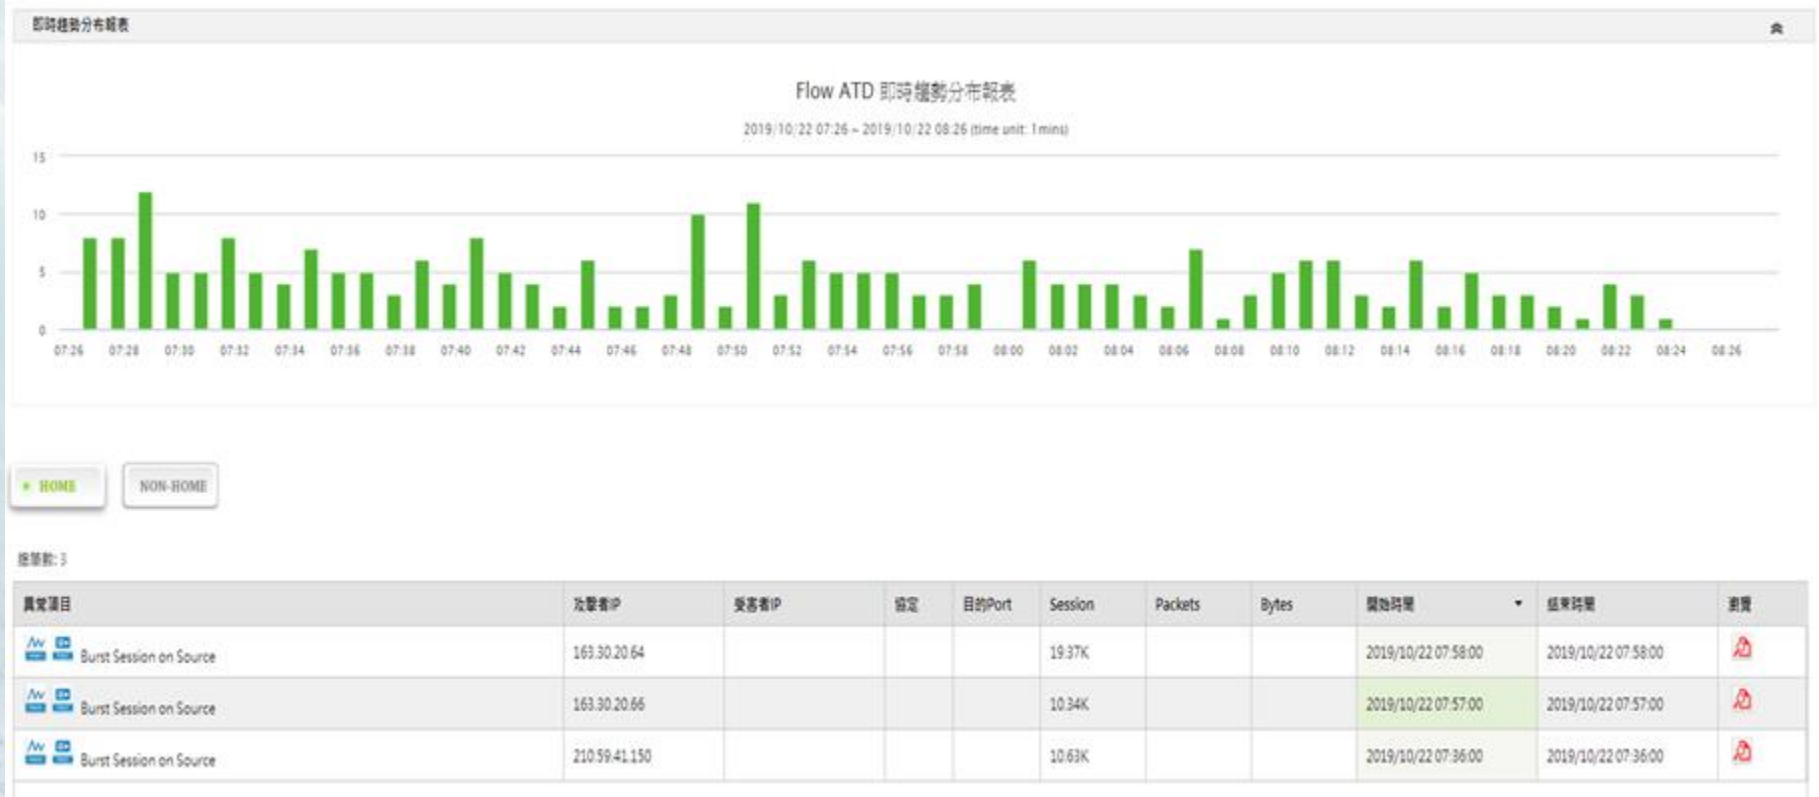 即時趨勢分布報表
Flow ATD 即時趨勢分布報表
2019/10/22 07:26 ~ 2019/10/22 08:26 (time unit: 1mins)
15
10
5
0
07:26 07:28 07:30 07:32 07:34 07:36 07:38 07:40 07:42 07:44 07:46 07:48 07:50 07:52 07:54 07:56 07:58 08:00 08:02 08:04 08:06 08:08 08:10 08:12 08:14 08:16 08:18 08:20 08:22 08:24 08:26
HOME NON-HOME
總筆數: 3
異常項目 攻擊者IP 受害者IP 協定 目的Port Session Packets Bytes 開始時間 結束時間 瀏覽
Burst Session on Source 163.30.20.64 19.37K 2019/10/22 07:58:00 2019/10/22 07:58:00
Burst Session on Source 163.30.20.66 10.34K 2019/10/22 07:57:00 2019/10/22 07:57:00
Burst Session on Source 210.59.41.150 10.63K 2019/10/22 07:36:00 2019/10/22 07:36:00